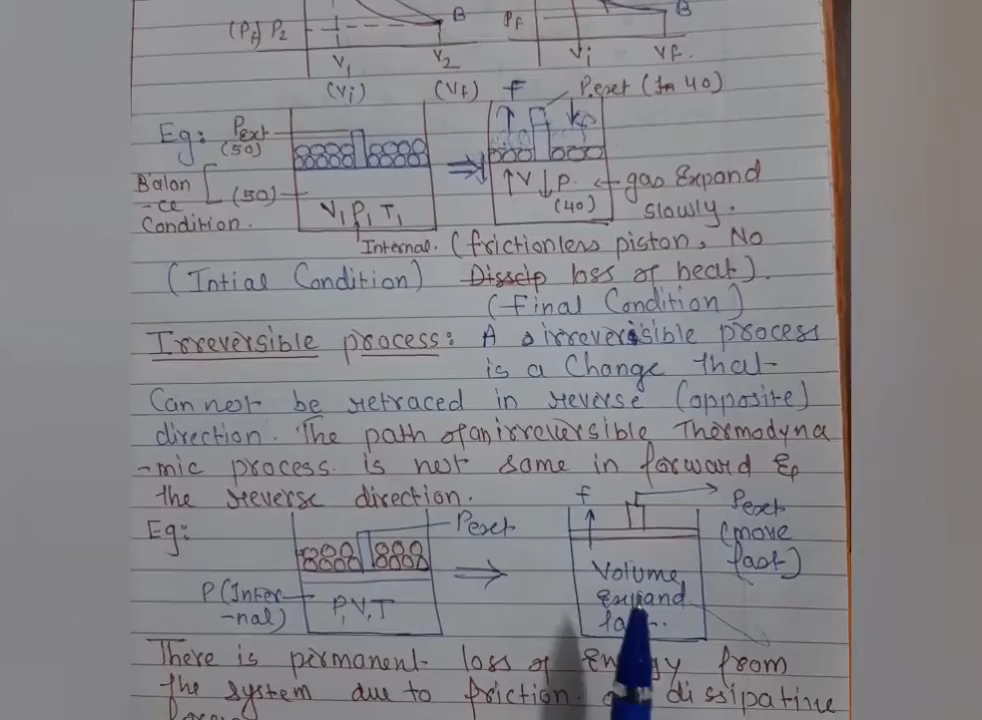 B
B
(Pf) P2
Pf
V1
V2
Vi
Vf.
(Vi)
(Vf)
f
Pext (In 40)
Eg: Pext
(50)
Kf
Balan
-ce
Condition.
(50)
V1 P1 T1
↑V ↓P.
(40)
gas Expand
slowly.
Internal. (frictionless piston, No
(Intial Condition) loss of heat).
(Final Condition)
Irreversible process: A irreversible process
is a Change that
Can not be retraced in reverse (opposite)
direction. The path of an irreversible Thermodyna
-mic process is not same in forward &
the reverse direction.
Eg:
Pext
f
Pext
(move
fast)
P (Inter
-nal)
P,V,T
Volume
Expand
There is permanent loss of from
the system due to friction dissipative